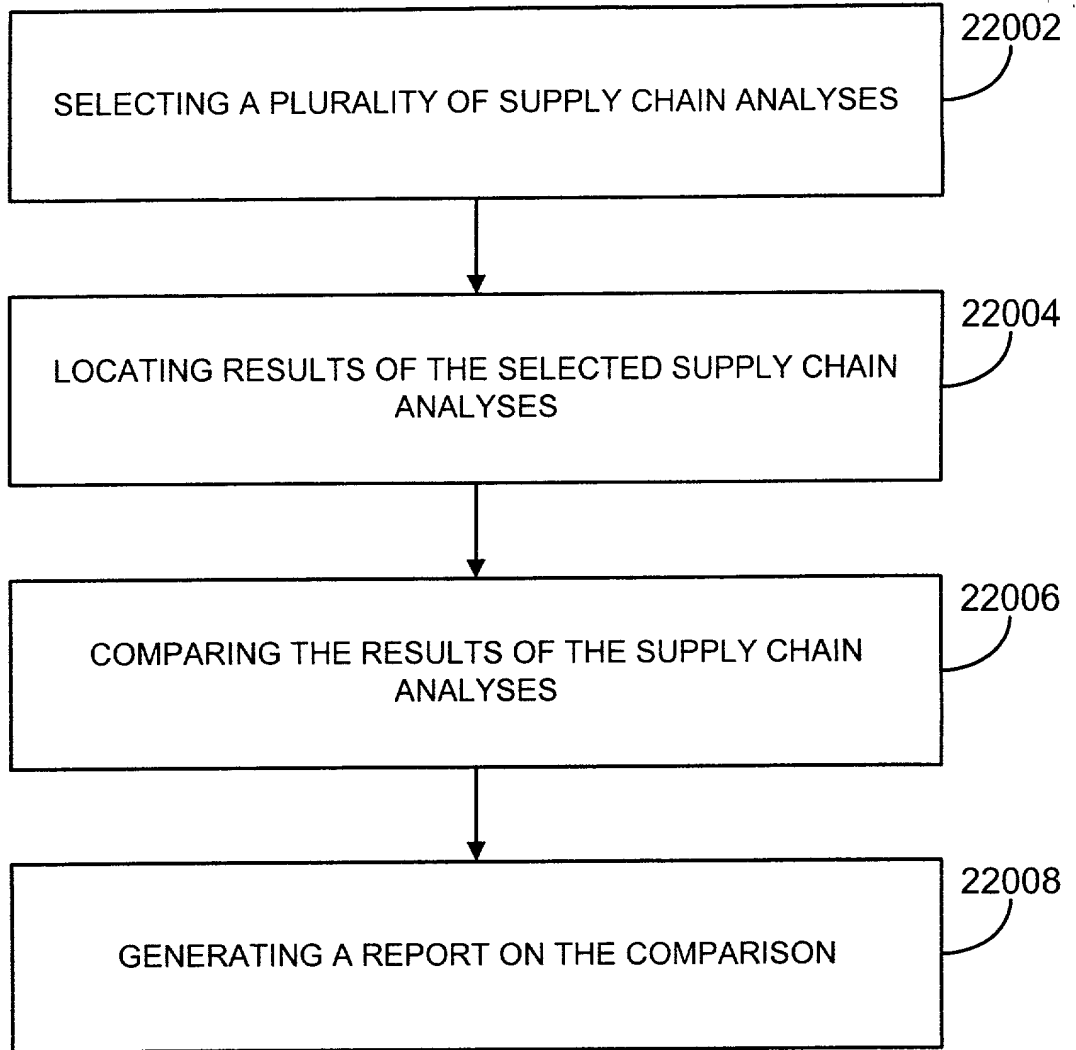 22002
SELECTING A PLURALITY OF SUPPLY CHAIN ANALYSES
22004
LOCATING RESULTS OF THE SELECTED SUPPLY CHAIN
ANALYSES
22006
COMPARING THE RESULTS OF THE SUPPLY CHAIN
ANALYSES
22008
GENERATING A REPORT ON THE COMPARISON